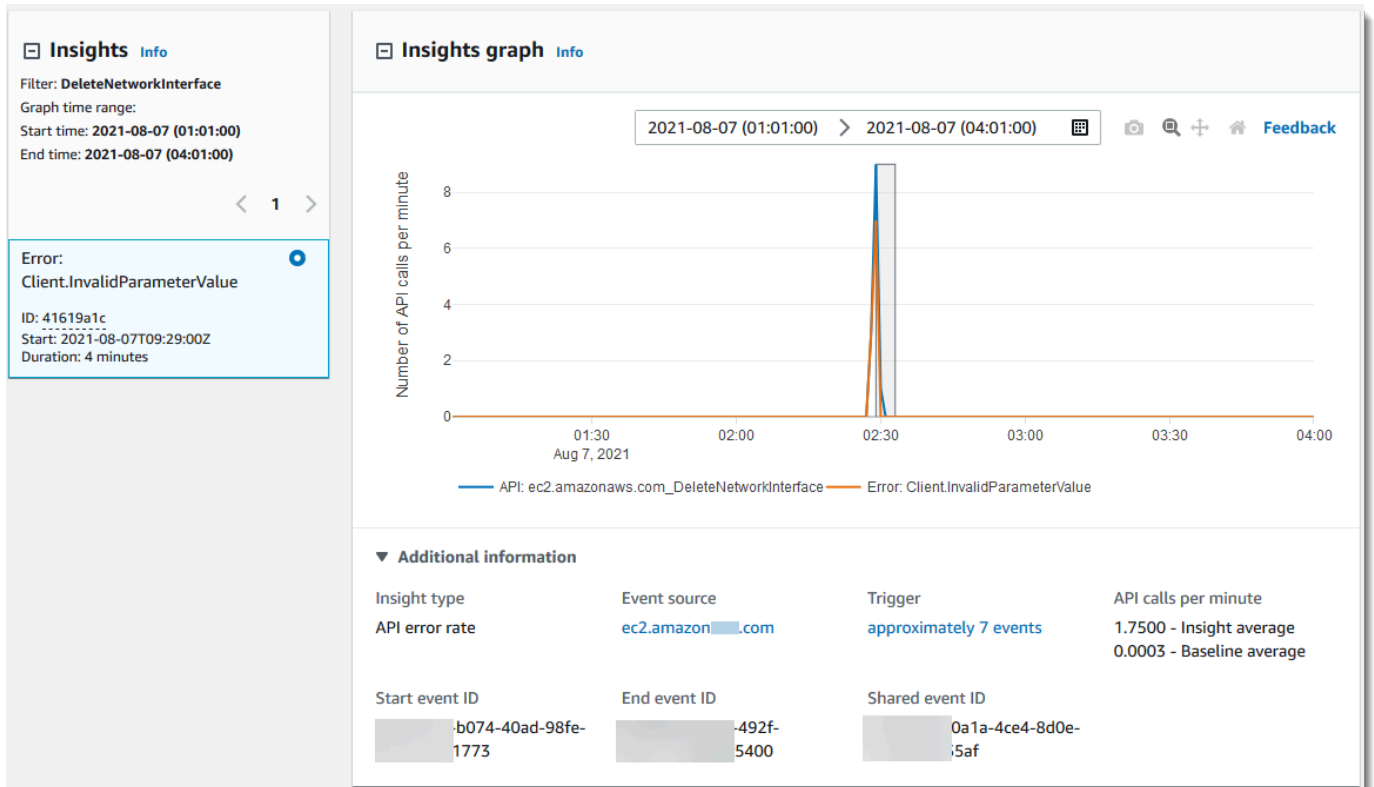 Insights Info
Filter: DeleteNetworkInterface
Graph time range:
Start time: 2021-08-07 (01:01:00)
End time: 2021-08-07 (04:01:00)
1
Error:
Client.InvalidParameterValue
ID: 41619a1c
Start: 2021-08-07T09:29:00Z
Duration: 4 minutes
Insights graph Info
2021-08-07 (01:01:00) 2021-08-07 (04:01:00) Feedback
Number of API calls per minute
8
6
4
2
0
01:30 02:00 02:30 03:00 03:30 04:00
Aug 7, 2021
API: ec2.amazonaws.com_DeleteNetworkInterface Error: Client.InvalidParameterValue
Additional information
Insight type Event source Trigger API calls per minute
API error rate ec2.amazon .com approximately 7 events 1.7500 - Insight average
0.0003 - Baseline average
Start event ID End event ID Shared event ID
-b074-40ad-98fe- -492f- 0a1a-4ce4-8d0e-
1773 5400 5af